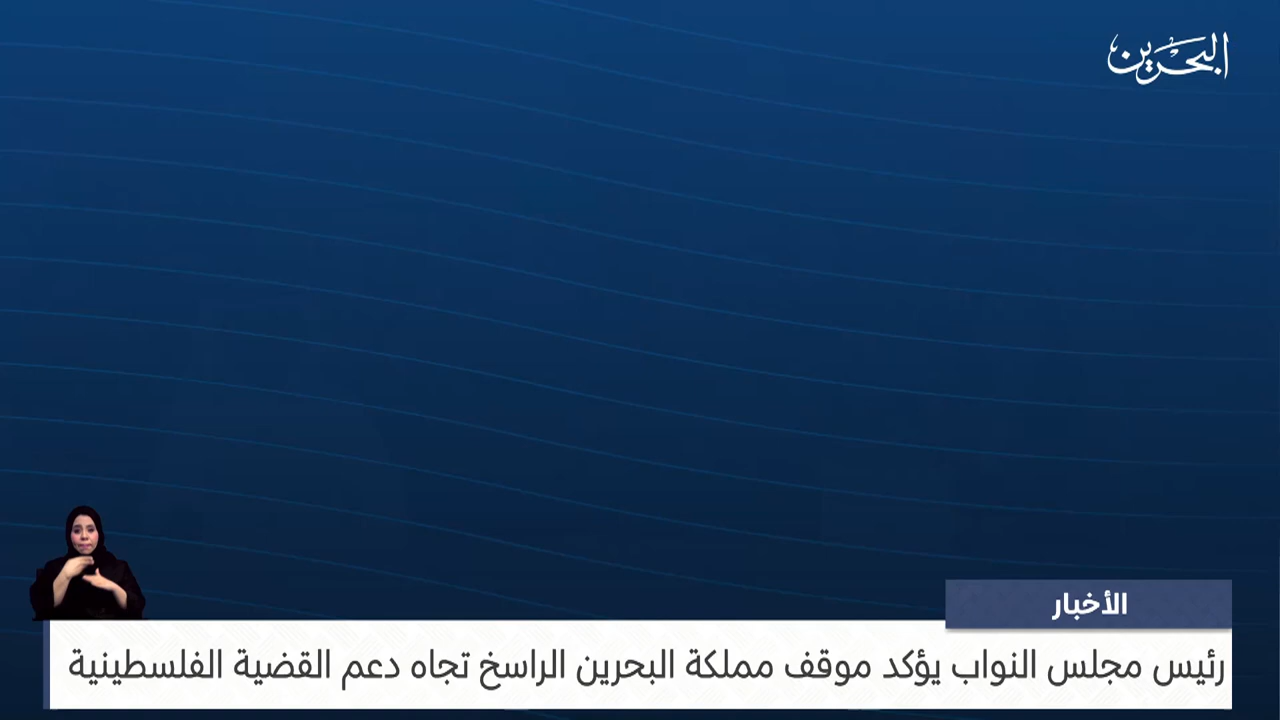 البحرين
الأخبار
رئيس مجلس النواب يؤكد موقف مملكة البحرين الراسخ تجاه دعم القضية الفلسطينية